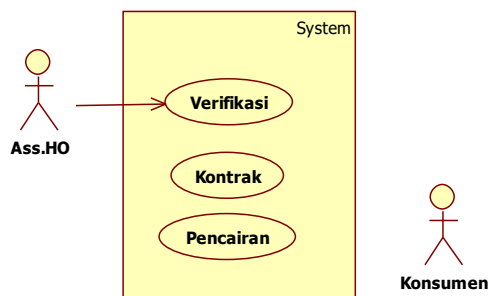 System
Verifikasi
Ass.HO
Kontrak
Pencairan
Konsumen